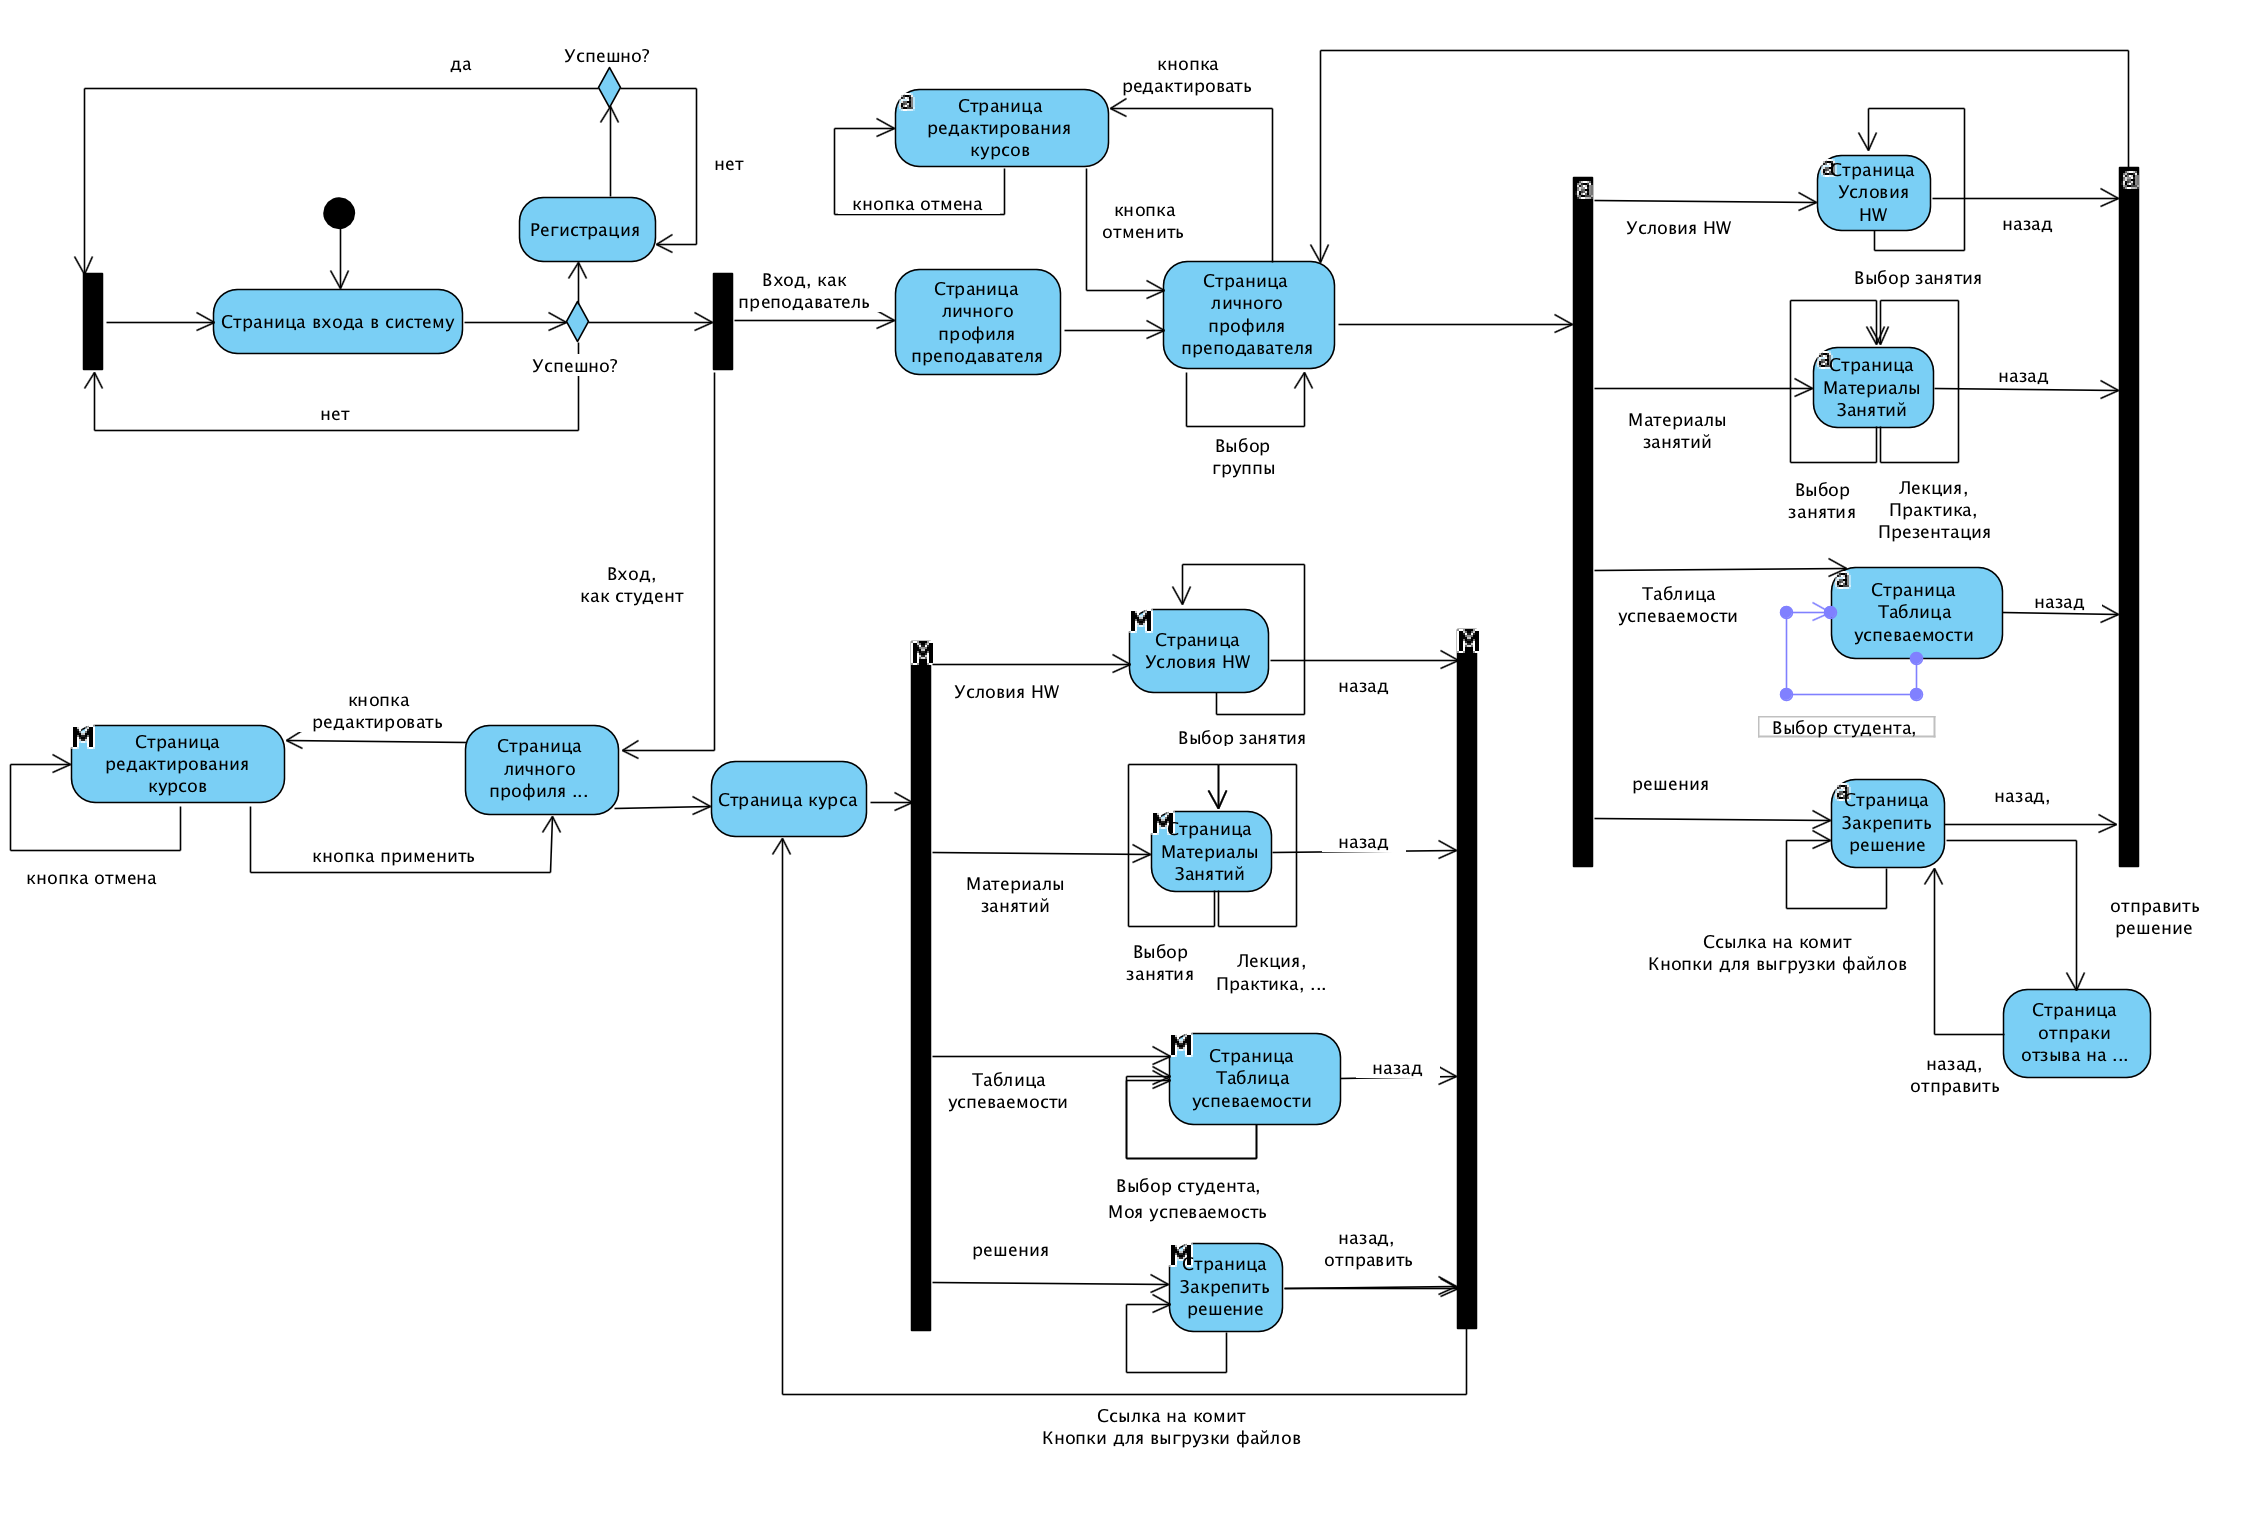 Успешно?
да
нет
Регистрация
Страница входа в систему
Успешно?
нет
Вход, как
преподаватель
Вход,
как студент
a
Страница
редактирования
курсов
кнопка
редактировать
кнопка отмена
кнопка
отменить
Страница
личного
профиля
преподавателя
Страница
личного
профиля
преподавателя
Выбор
группы
a
a
Условия HW
a
Страница
Условия
HW
назад
Выбор занятия
Материалы
занятий
a
Страница
Материалы
Занятий
назад
Выбор
занятия
Лекция,
Практика,
Презентация
Таблица
успеваемости
a
Страница
Таблица
успеваемости
назад
Выбор студента,
решения
a
Страница
Закрепить
решение
назад,
отправить
решение
Ссылка на комит
Кнопки для выгрузки файлов
Страница
отпраки
отзыва на ...
назад,
отправить
M
Страница
редактирования
курсов
кнопка
редактировать
Страница
личного
профиля ...
кнопка применить
кнопка отмена
Страница курса
M
M
Условия HW
M
Страница
Условия HW
назад
Выбор занятия
Материалы
занятий
M
Страница
Материалы
Занятий
назад
Выбор
занятия
Лекция,
Практика, ...
Таблица
успеваемости
M
Страница
Таблица
успеваемости
назад
Выбор студента,
Моя успеваемость
решения
M
Страница
Закрепить
решение
назад,
отправить
Ссылка на комит
Кнопки для выгрузки файлов